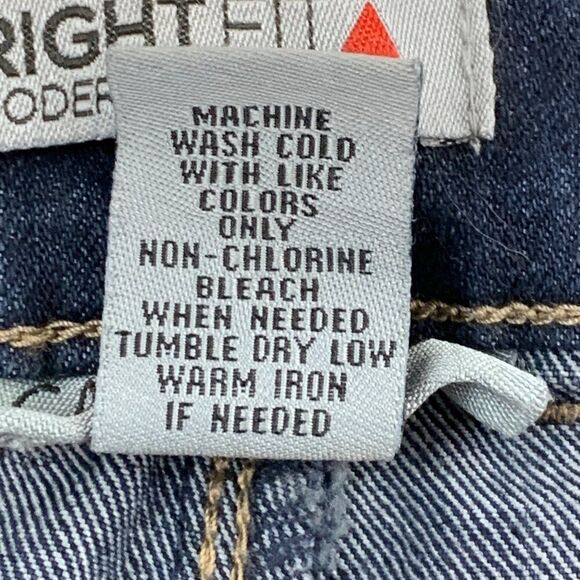 RIGHT FIT
MACHINE
WASH COLD
WITH LIKE
COLORS
ONLY
NON-CHLORINE
BLEACH
WHEN NEEDED
TUMBLE DRY LOW
WARM IRON
IF NEEDED